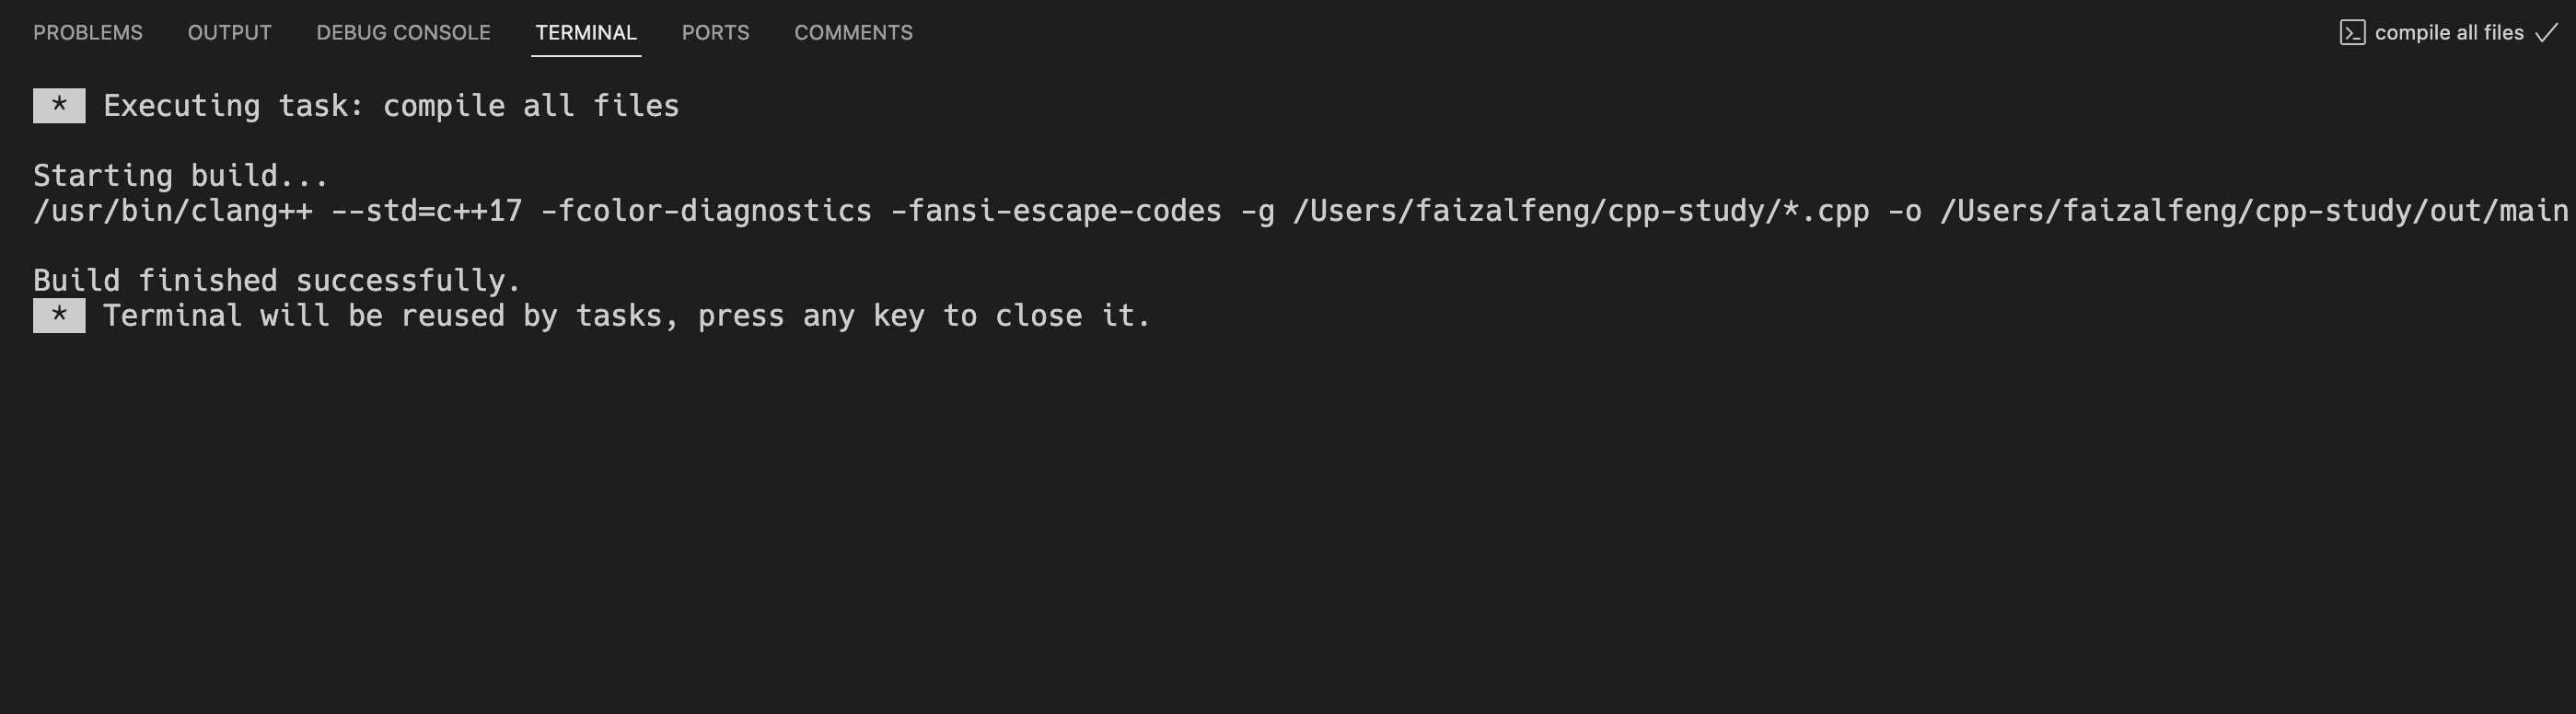 PROBLEMS OUTPUT DEBUG CONSOLE TERMINAL PORTS COMMENTS compile all files
* Executing task: compile all files
Starting build...
/usr/bin/clang++ --std=c++17 -fcolor-diagnostics -fansi-escape-codes -g /Users/faizalfeng/cpp-study/*.cpp -o /Users/faizalfeng/cpp-study/out/main
Build finished successfully.
* Terminal will be reused by tasks, press any key to close it.